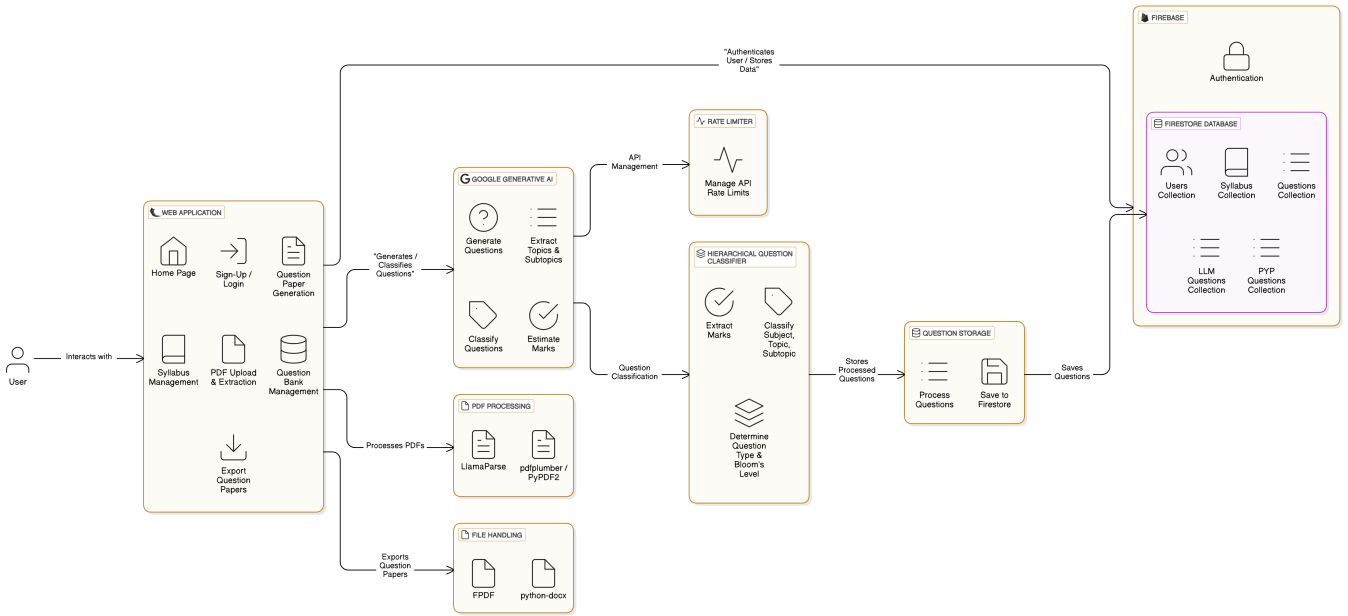 FIREBASE
Authentication
FIRESTORE DATABASE
Users
Collection
Syllabus
Collection
Questions
Collection
LLM
Questions
Collection
PYP
Questions
Collection
"Authenticates
User / Stores
Data"
RATE LIMITER
Manage API
Rate Limits
API
Management
GOOGLE GENERATIVE AI
Generate
Questions
Extract
Topics &
Subtopics
Classify
Questions
Estimate
Marks
WEB APPLICATION
Home Page
Sign-Up /
Login
Question
Paper
Generation
Syllabus
Management
PDF Upload
& Extraction
Question
Bank
Management
Export
Question
Papers
"Generates /
Classifies
Questions"
User
Interacts with
HIERARCHICAL QUESTION
CLASSIFIER
Extract
Marks
Classify
Subject,
Topic,
Subtopic
Determine
Question
Type &
Bloom's
Level
Question
Classification
Stores
Processed
Questions
QUESTION STORAGE
Process
Questions
Save to
Firestore
Saves
Questions
Processes PDFs
PDF PROCESSING
LlamaParse
pdfplumber /
PyPDF2
Exports
Question
Papers
FILE HANDLING
FPDF
python-docx